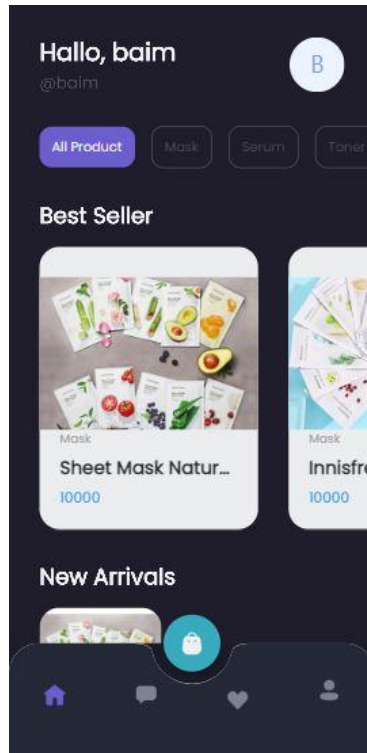 Hallo, baim
@baim
B
All Product
Mask
Serum
Toner
Best Seller
Mask
Sheet Mask Natur...
10000
Mask
Innisfre
10000
New Arrivals